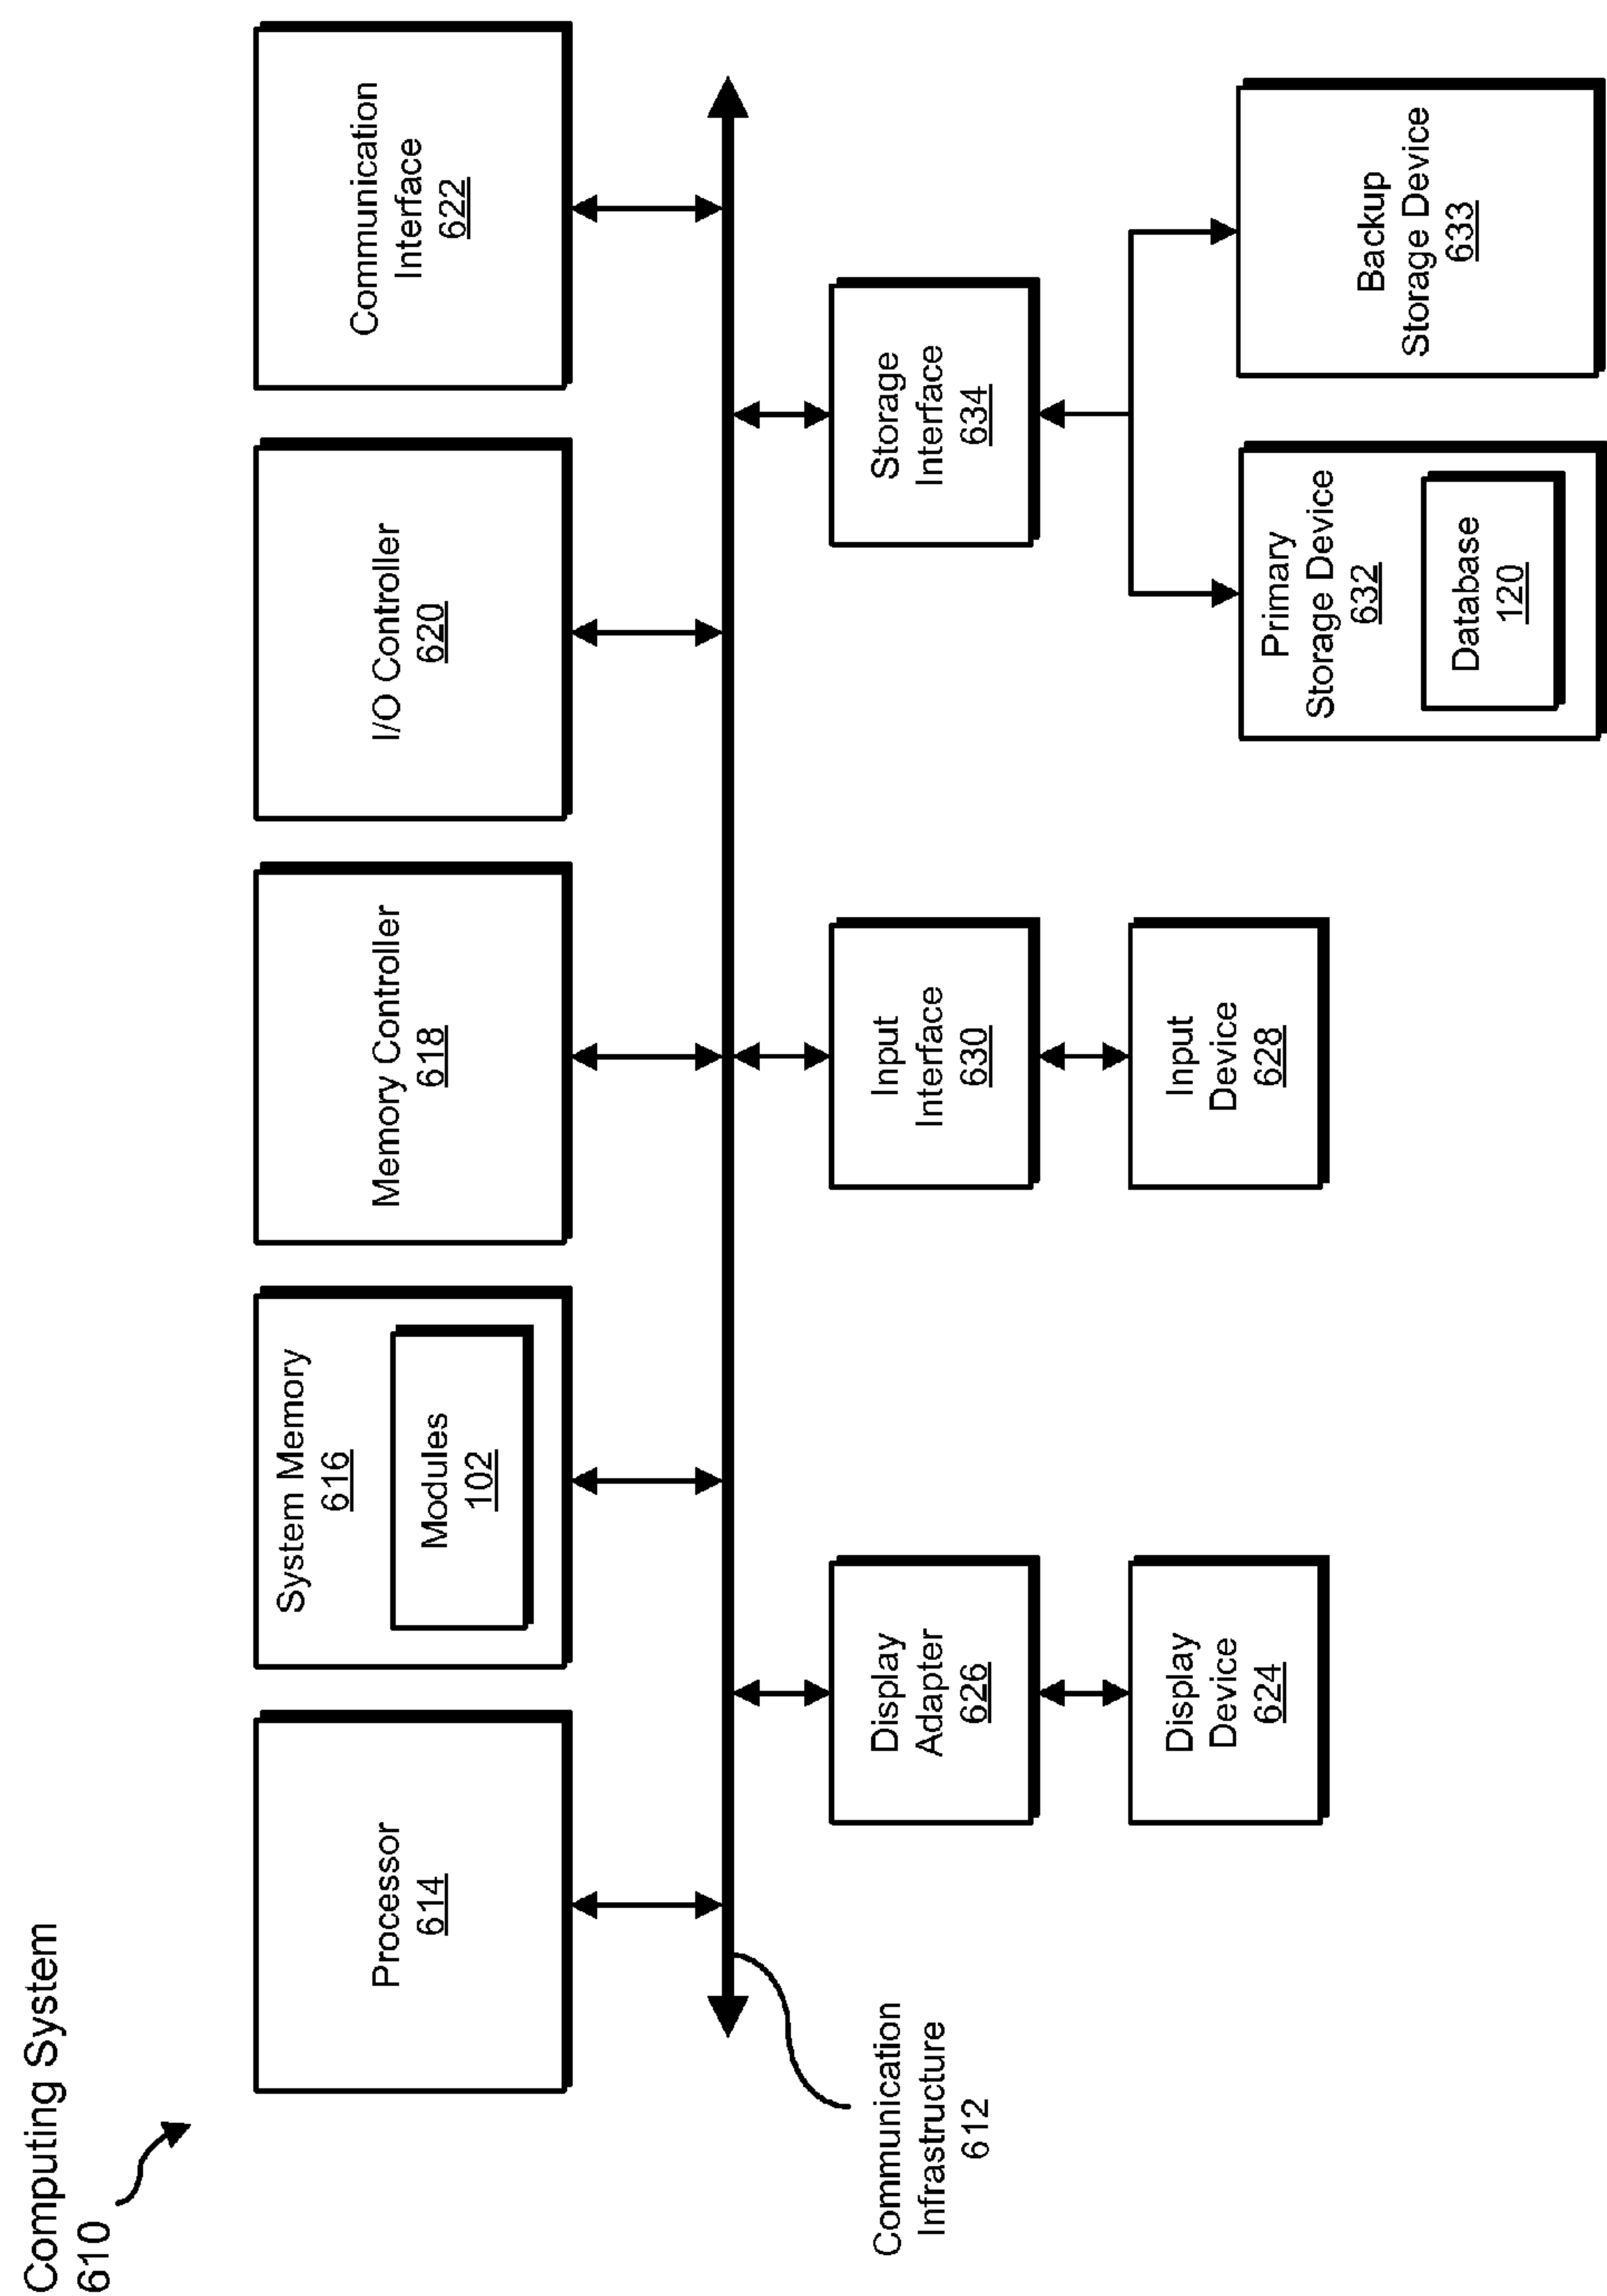 Computing System
610
Processor
614
System Memory
616
Modules
102
Memory Controller
618
I/O Controller
620
Communication
Interface
622
Communication
Infrastructure
612
Display
Adapter
626
Input
Interface
630
Storage
Interface
634
Display
Device
624
Input
Device
628
Primary
Storage Device
632
Database
120
Backup
Storage Device
633